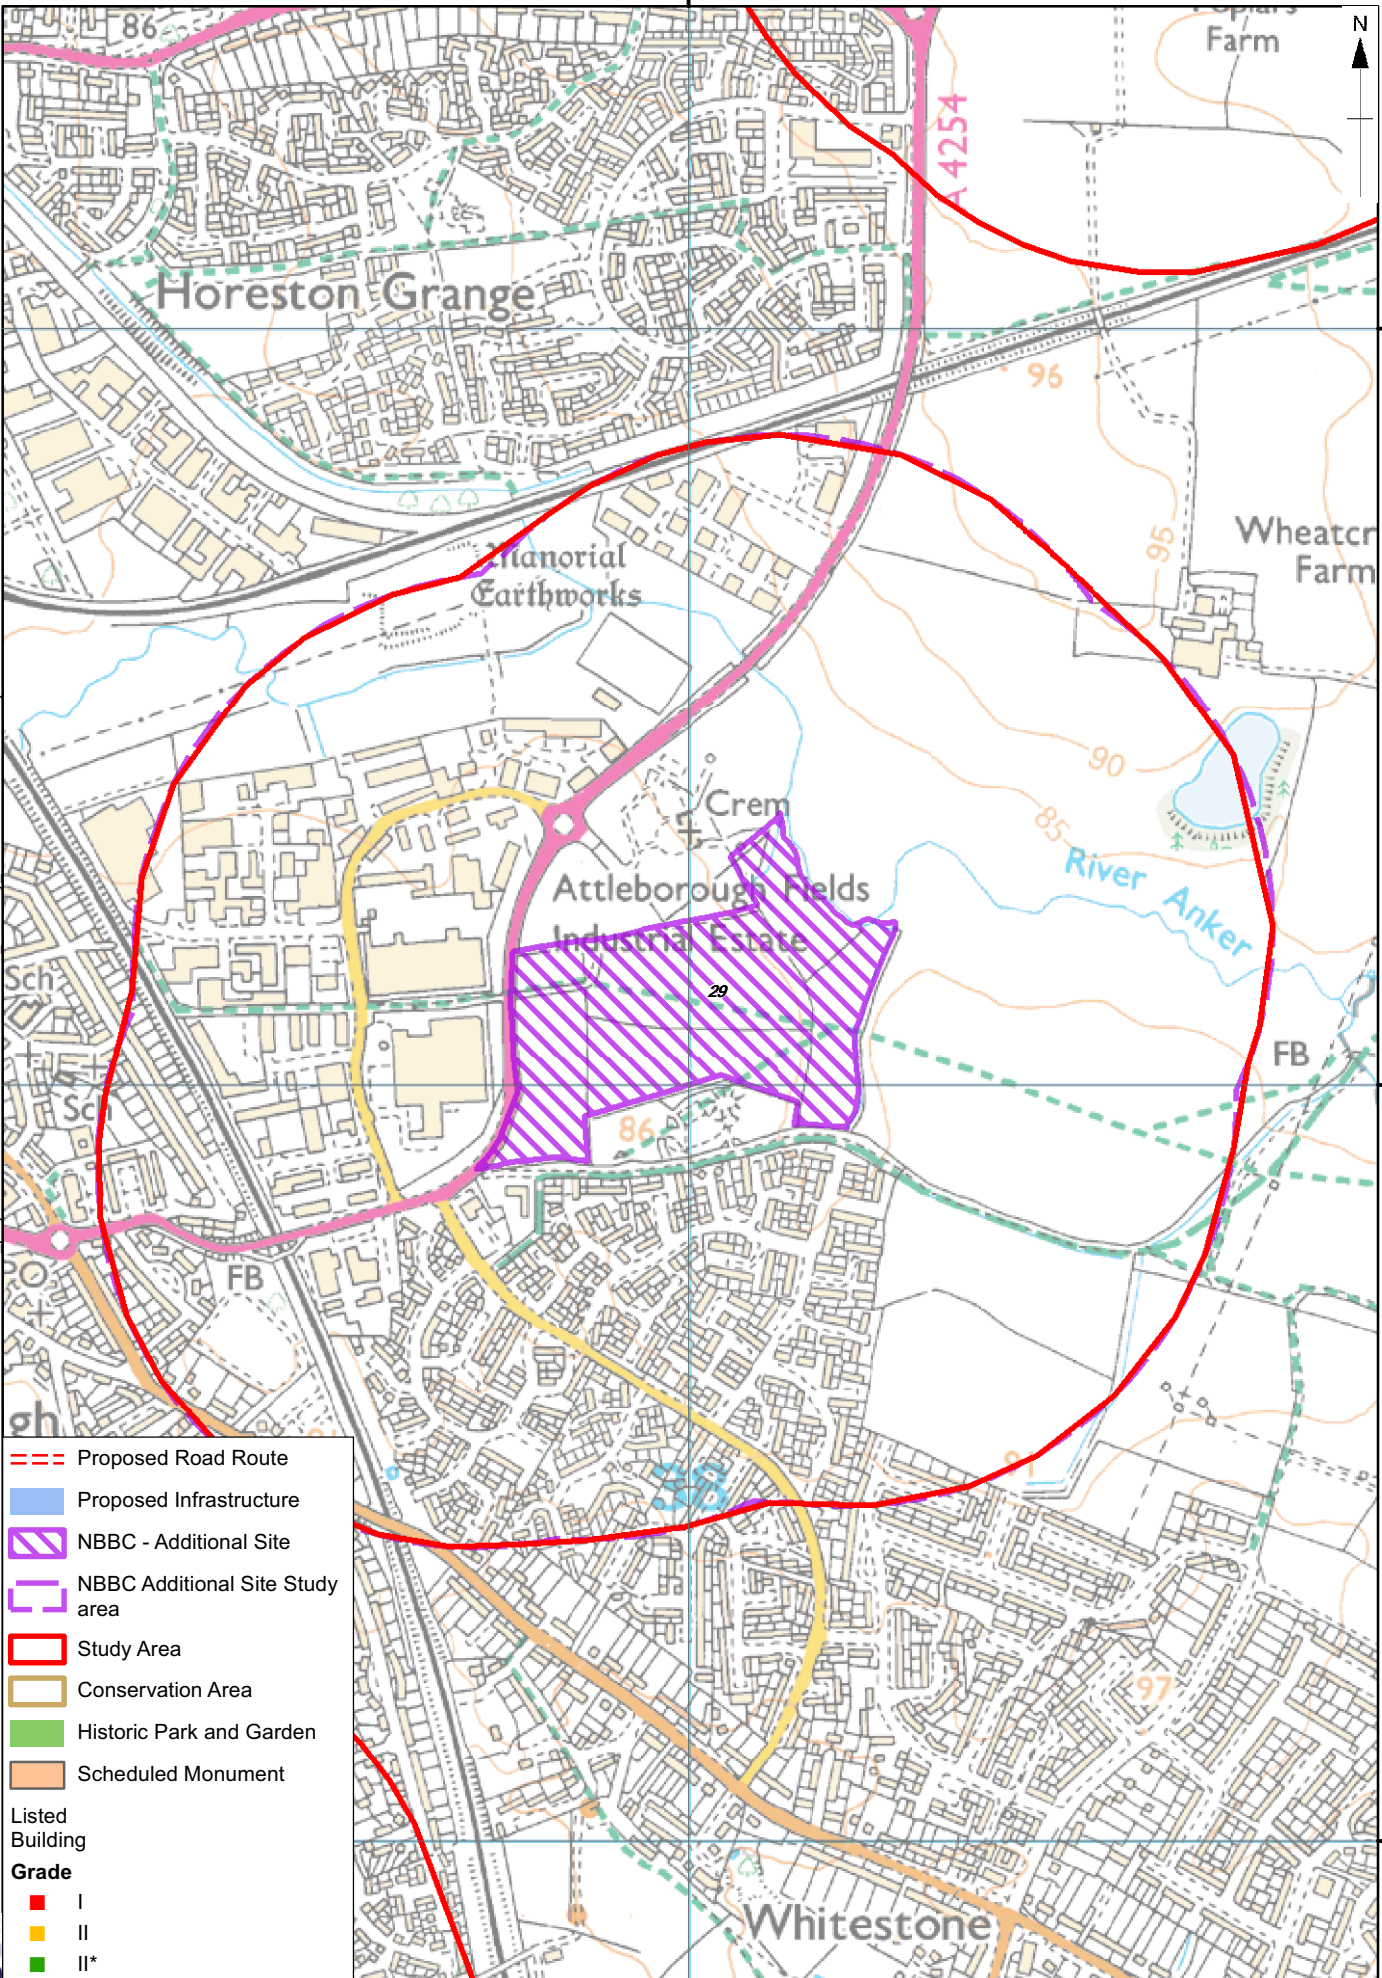 86
Farm
N
A 4254
Horeston Grange
96
Manorial
Earthworks
95
Wheatcr
Farm
90
Crem
85
River Anker
Attleborough Fields
Industrial Estate
29
Sch
Sch
FB
86
FB
gh
91
38
97
Whitestone
Proposed Road Route
Proposed Infrastructure
NBBC - Additional Site
NBBC Additional Site Study
area
Study Area
Conservation Area
Historic Park and Garden
Scheduled Monument
Listed
Building
Grade
I
II
II*